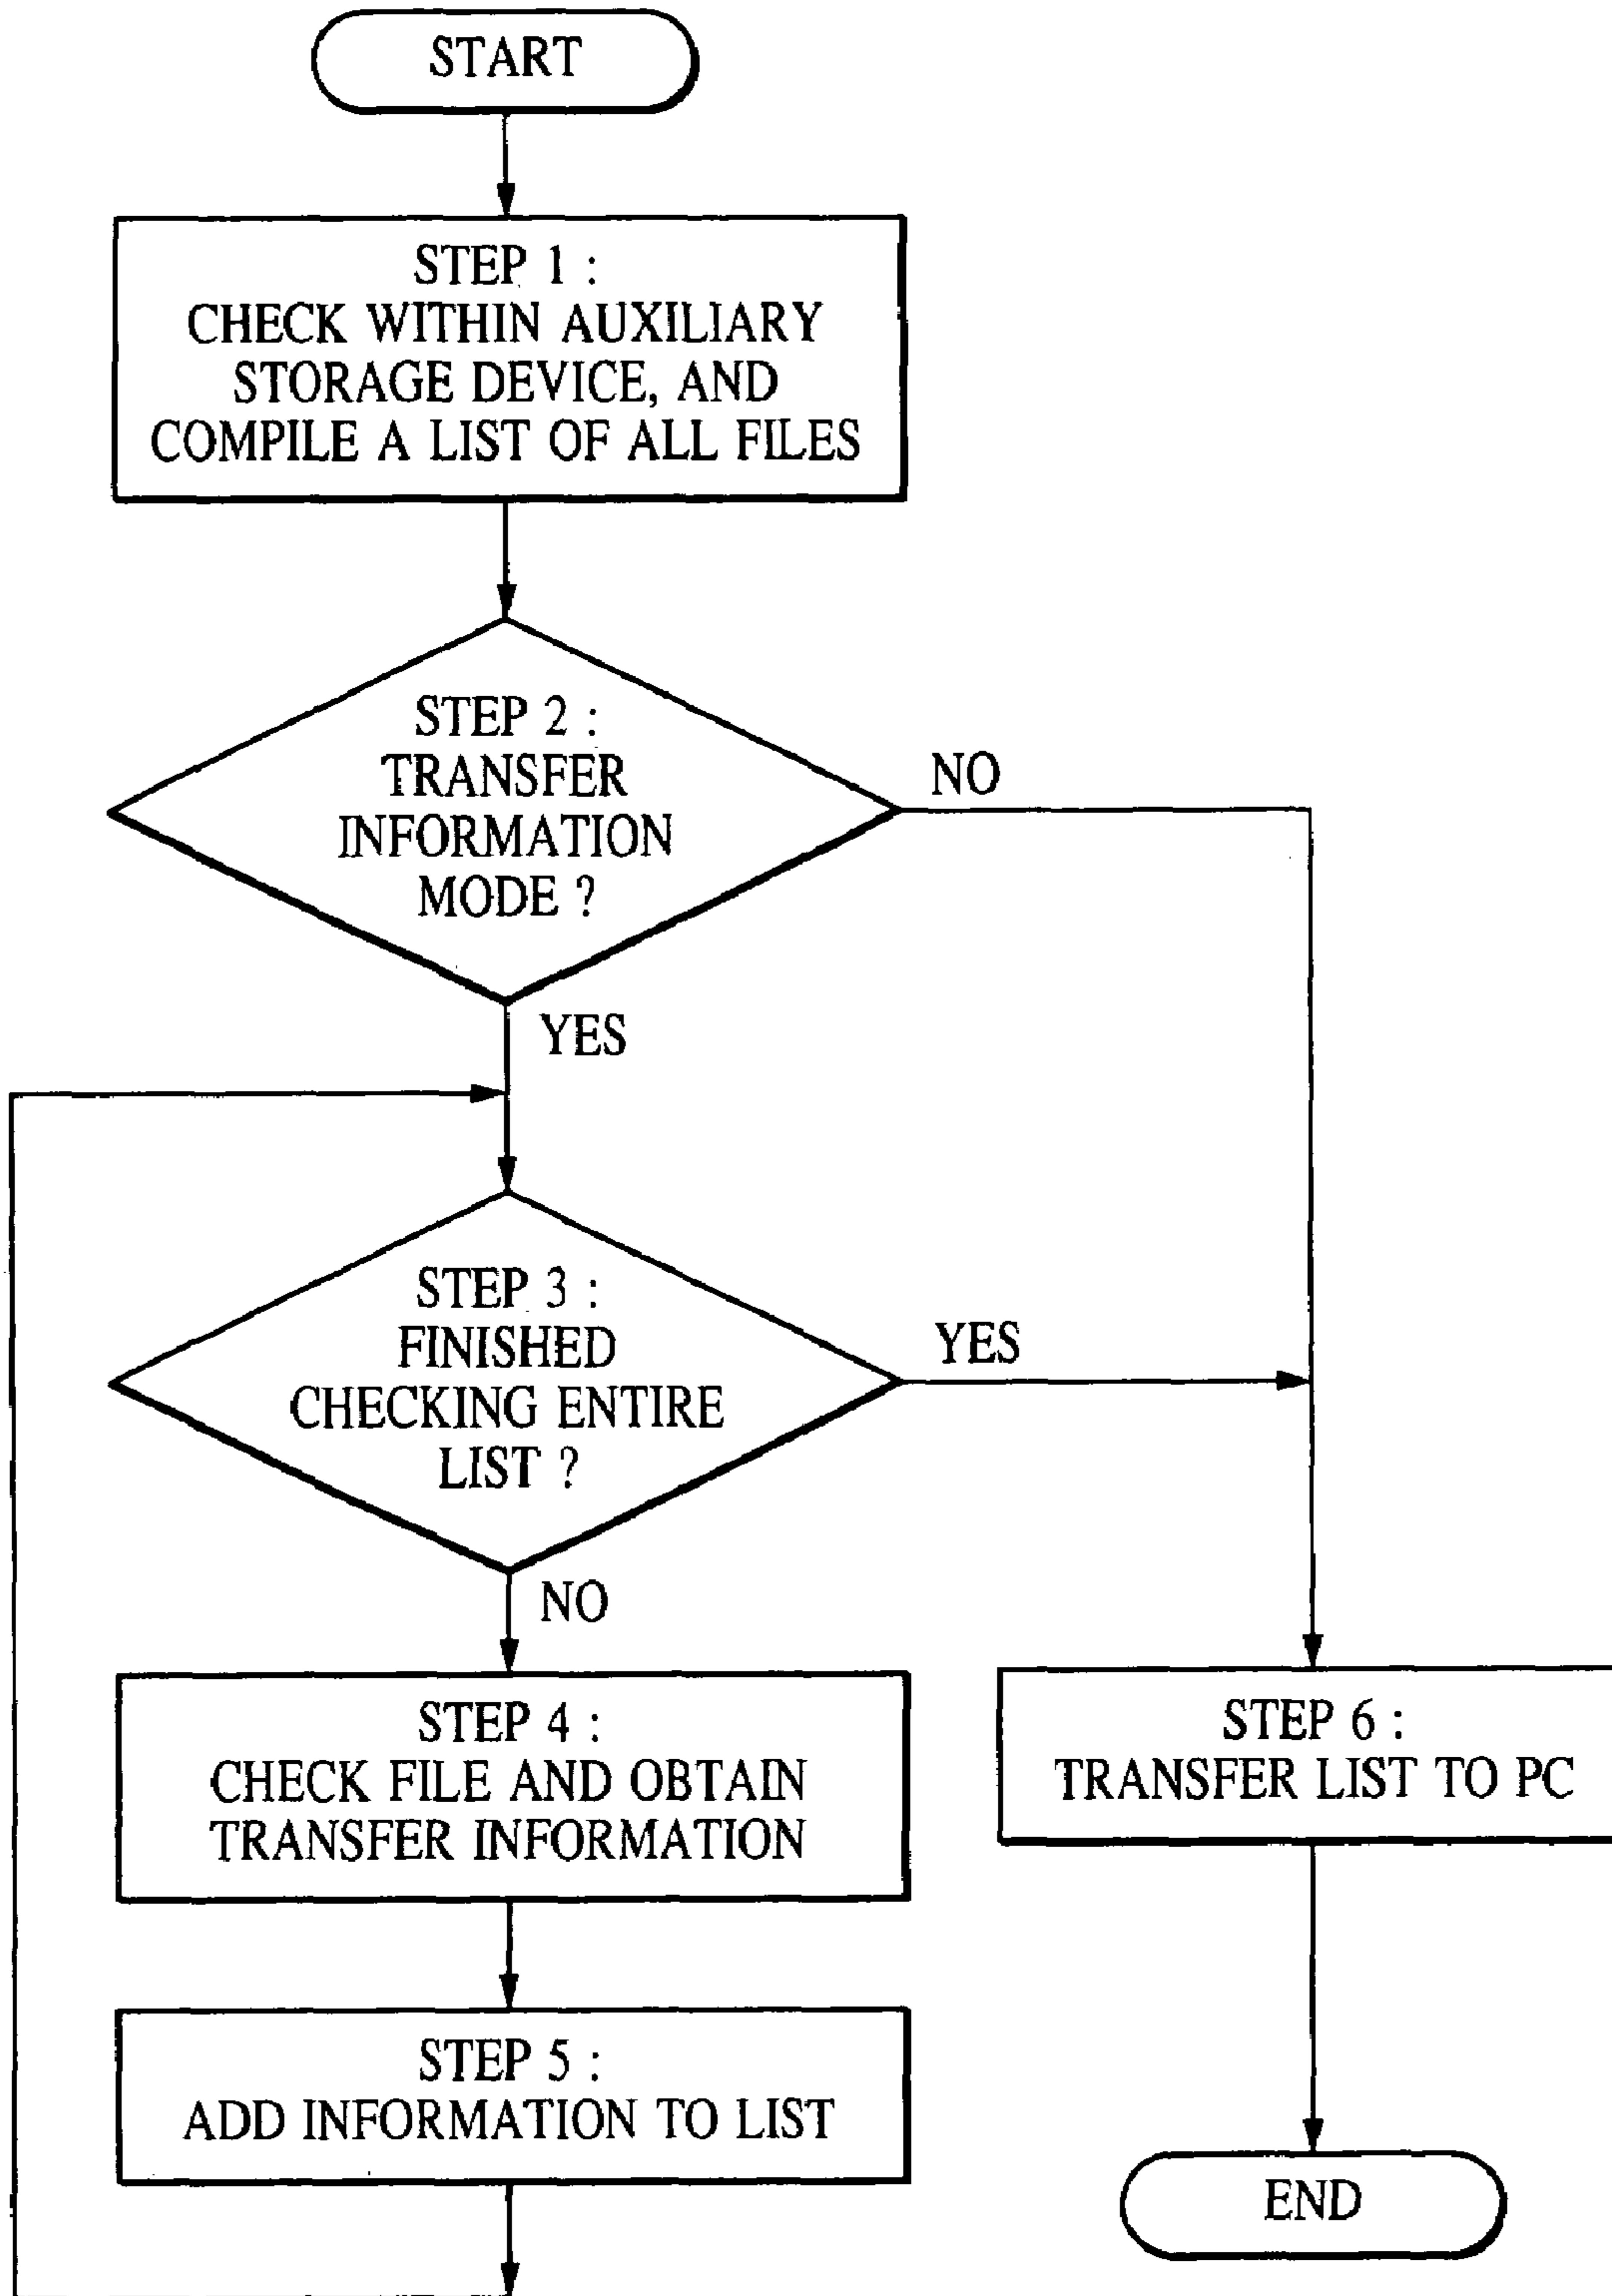 START
STEP 1 :
CHECK WITHIN AUXILIARY
STORAGE DEVICE, AND
COMPILE A LIST OF ALL FILES
STEP 2 :
TRANSFER
INFORMATION
MODE ?
NO
YES
STEP 3 :
FINISHED
CHECKING ENTIRE
LIST ?
YES
NO
STEP 4 :
CHECK FILE AND OBTAIN
TRANSFER INFORMATION
STEP 6 :
TRANSFER LIST TO PC
STEP 5 :
ADD INFORMATION TO LIST
END